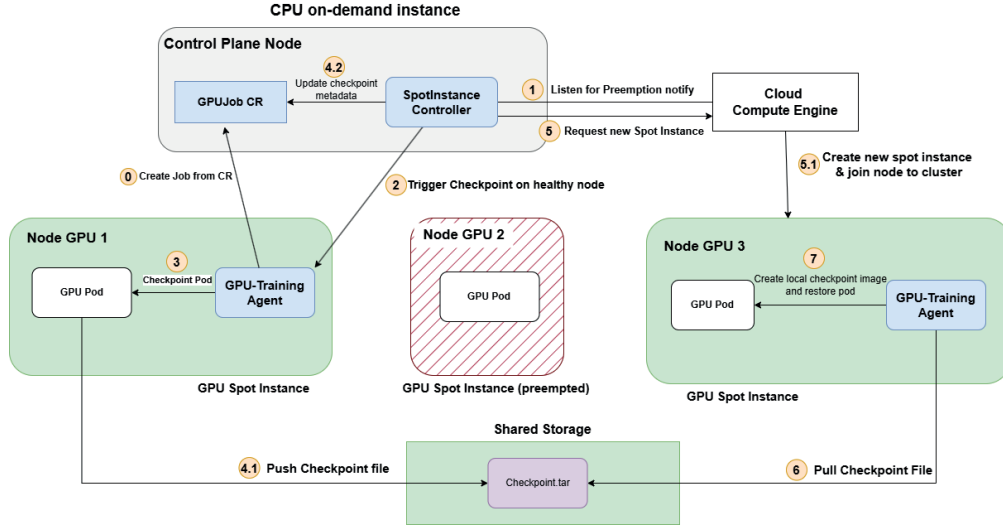 CPU on-demand instance
Control Plane Node
4.2
Update checkpoint
metadata
GPUJob CR
SpotInstance
Controller
1
Listen for Preemption notify
5
Request new Spot Instance
Cloud
Compute Engine
5.1
Create new spot instance
& join node to cluster
0
Create Job from CR
2
Trigger Checkpoint on healthy node
Node GPU 1
3
Checkpoint Pod
GPU Pod
GPU-Training
Agent
GPU Spot Instance
Node GPU 2
GPU Pod
GPU Spot Instance (preempted)
Node GPU 3
7
Create local checkpoint image
and restore pod
GPU Pod
GPU-Training
Agent
GPU Spot Instance
Shared Storage
4.1
Push Checkpoint file
Checkpoint.tar
6
Pull Checkpoint File